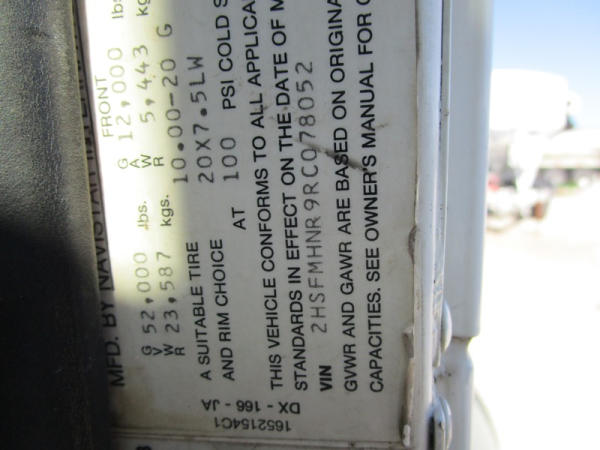 MFD. BY NAVISTAR
FRONT
GVWR 52,000 lbs. GAWR 12,000 lbs
23,587 kgs. 5,443 kg
A SUITABLE TIRE 10.00-20 G
AND RIM CHOICE 20X7.5LW
AT 100 PSI COLD
THIS VEHICLE CONFORMS TO ALL
STANDARDS IN EFFECT ON THE DATE OF
VIN 2HSFMHNR9RC078052
GVWR AND GAWR ARE BASED ON
CAPACITIES. SEE OWNER'S MANUAL FOR
DX - 166 - JA
1652154C1